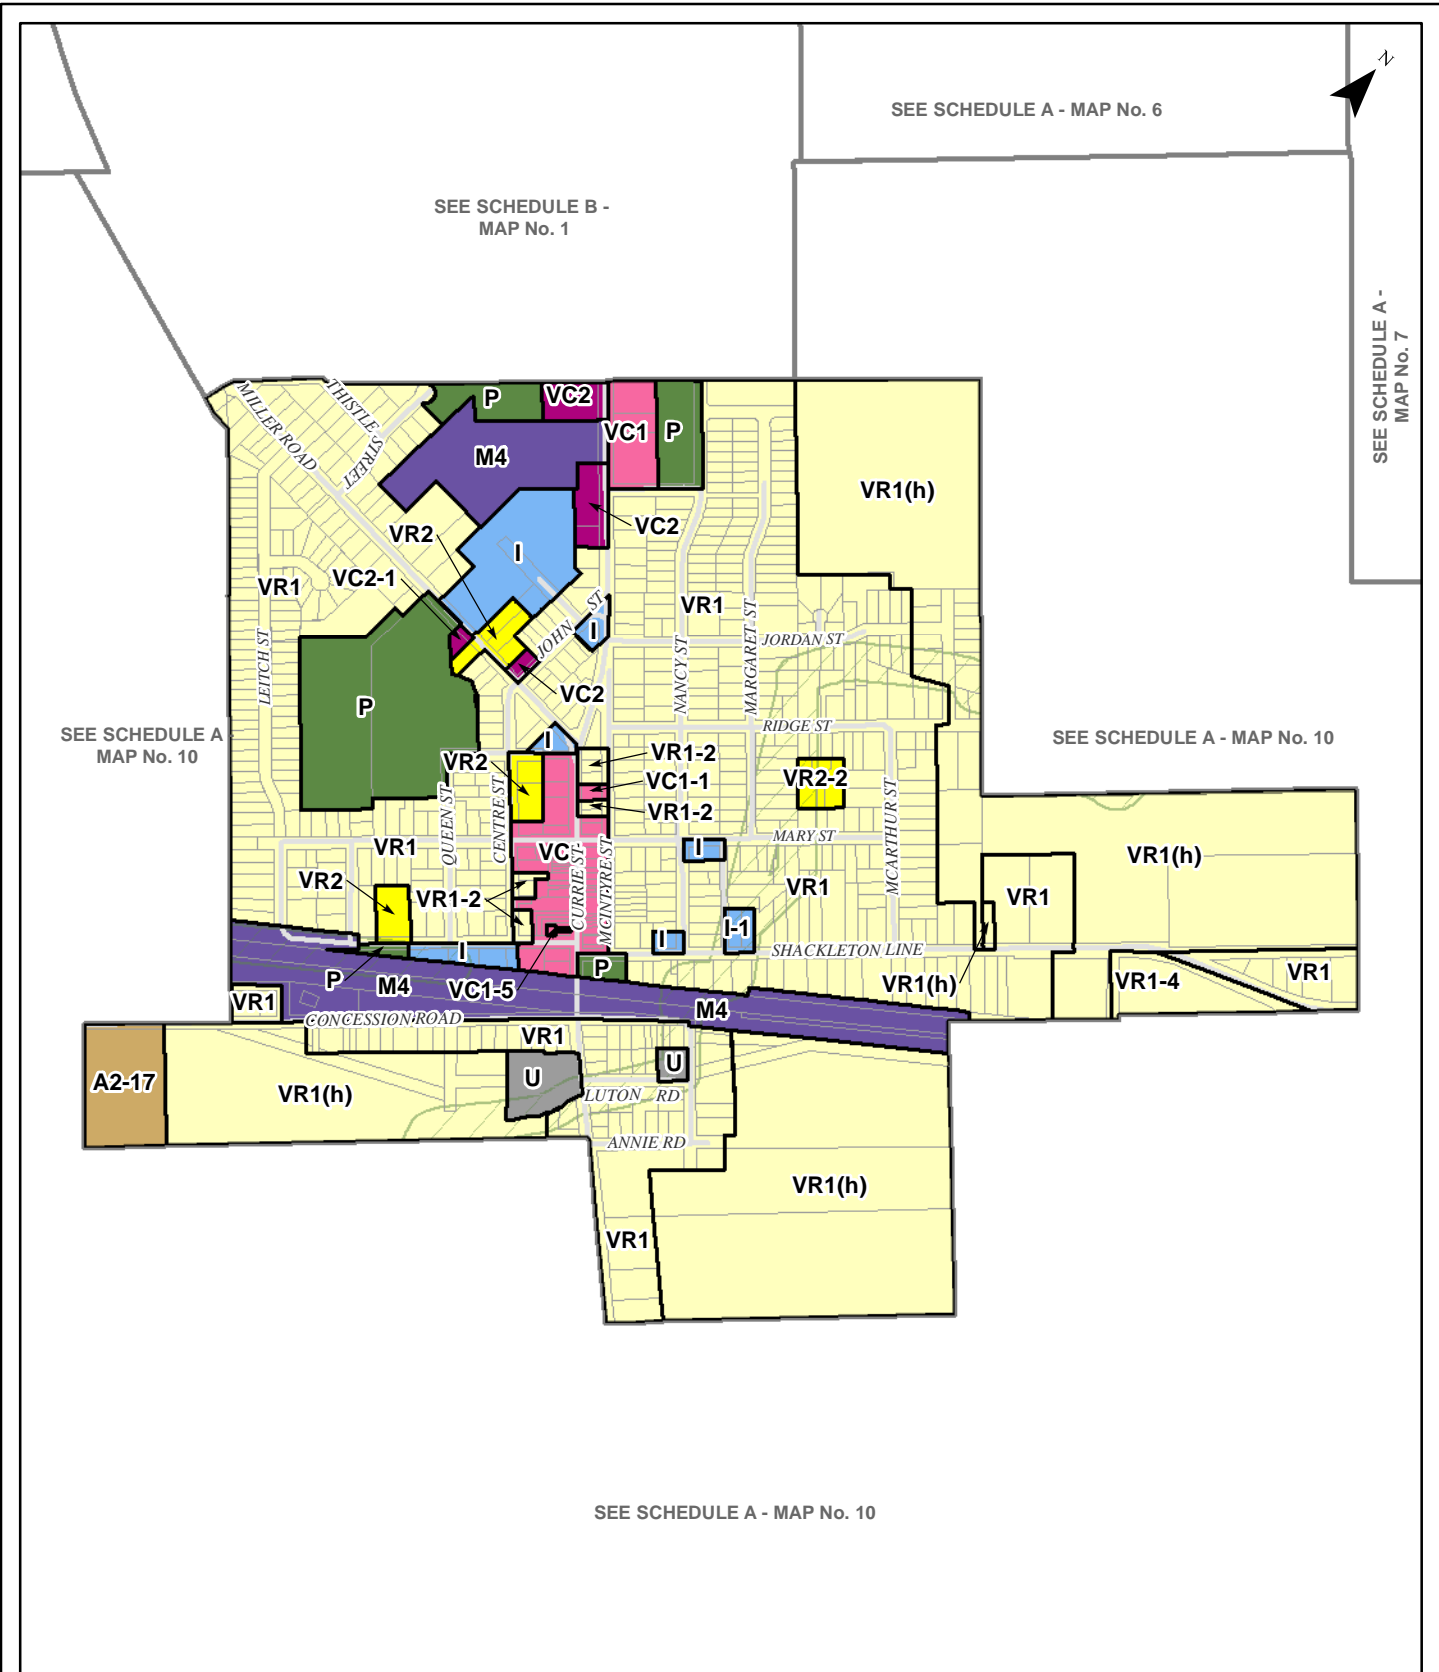 N
SEE SCHEDULE A - MAP No. 6
SEE SCHEDULE B -
MAP No. 1
SEE SCHEDULE A -
MAP No. 7
MILLER ROAD
THISTLE
STREET
P
VC2
VC1
P
M4
VR1(h)
VC2
VR2
I
VC2-1
VR1
VR1
JOHN ST
I
JORDAN ST
LEITCH ST
NANCY ST
MARGARET ST
VC2
P
RIDGE ST
SEE SCHEDULE A
MAP No. 10
SEE SCHEDULE A - MAP No. 10
I
VR1-2
VR2
VC1-1
VR2-2
VR1-2
QUEEN ST
CENTRE ST
MCARTHUR ST
MARY ST
VR1
VC
CURRIE ST
MCINTYRE ST
I
VR1(h)
VR2
VR1-2
VR1
VR1
I-1
I
I
SHACKLETON LINE
P
P
M4
VC1-5
VR1(h)
VR1-4
VR1
VR1
M4
CONCESSION ROAD
VR1
A2-17
VR1(h)
U
U
LUTON RD
ANNIE RD
VR1(h)
VR1
SEE SCHEDULE A - MAP No. 10